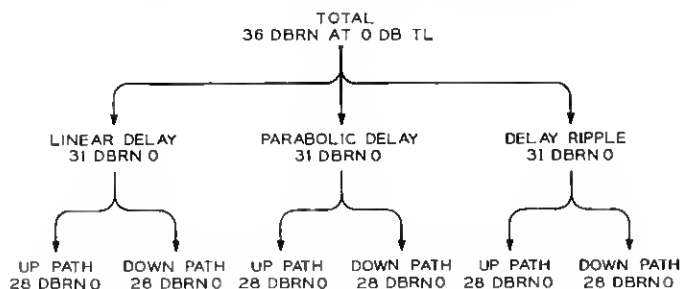 TOTAL
36 DBRN AT 0 DB TL
LINEAR DELAY
31 DBRN 0
PARABOLIC DELAY
31 DBRN 0
DELAY RIPPLE
31 DBRN 0
UP PATH
28 DBRN 0
DOWN PATH
28 DBRN 0
UP PATH
28 DBRN 0
DOWN PATH
28 DBRN 0
UP PATH
28 DBRN 0
DOWN PATH
28 DBRN 0